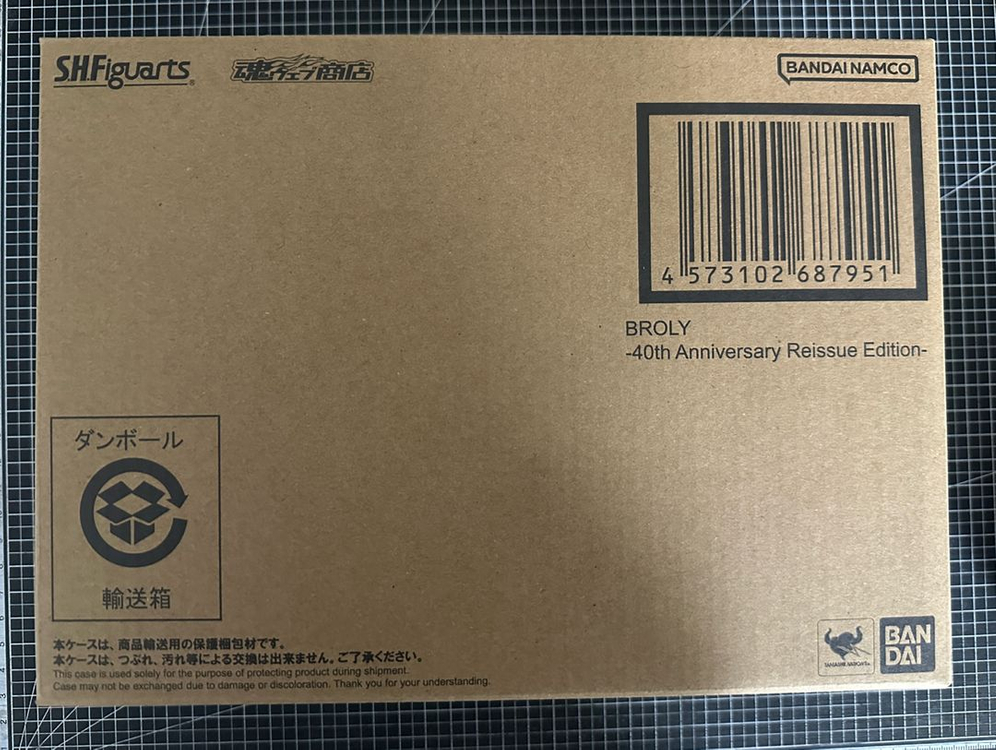 S.H.Figuarts®
魂ウェブ商店
BANDAI NAMCO
4 573102 687951
BROLY
-40th Anniversary Reissue Edition-
ダンボール
輸送箱
本ケースは、商品輸送用の保護梱包材です。
本ケースは、つぶれ、汚れ等による交換は出来ません。ご了承ください。
This case is used solely for the purpose of protecting product during shipment.
Case may not be exchanged due to damage or discoloration. Thank you for your understanding.
TAMASHII NATIONS
BAN
DAI